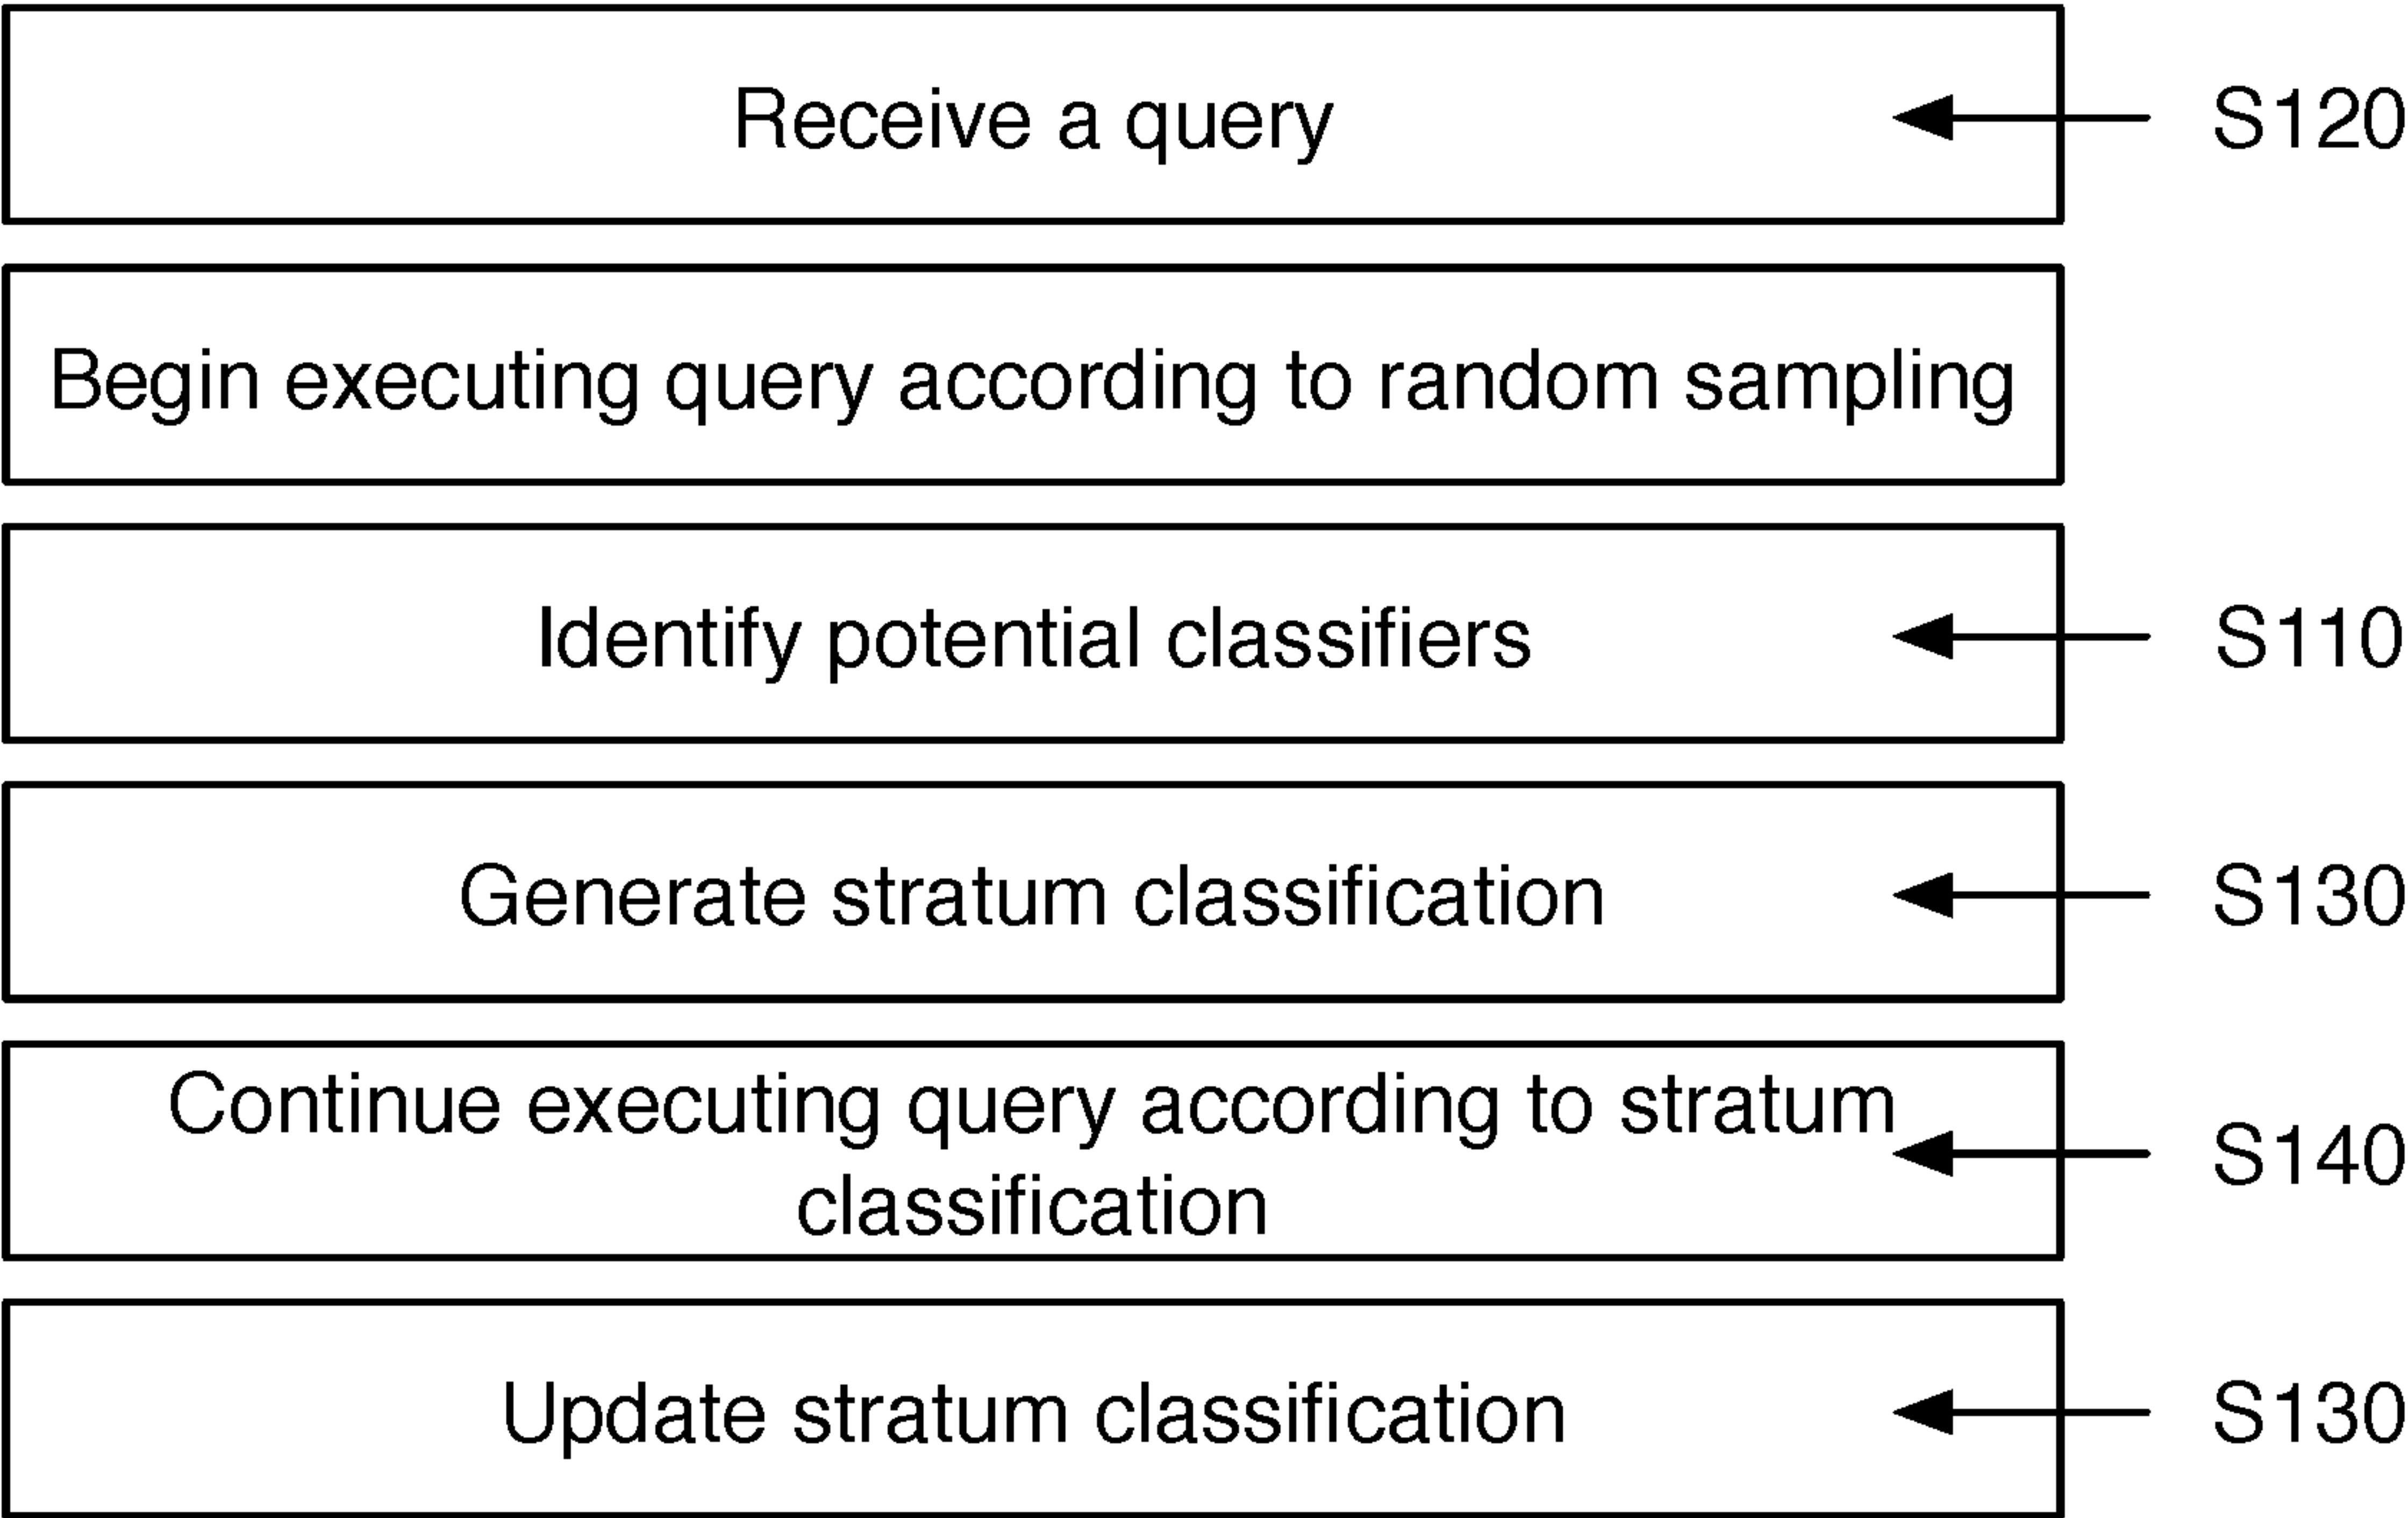 Receive a query
S120
Begin executing query according to random sampling
Identify potential classifiers
S110
Generate stratum classification
S130
Continue executing query according to stratum
classification
S140
Update stratum classification
S130